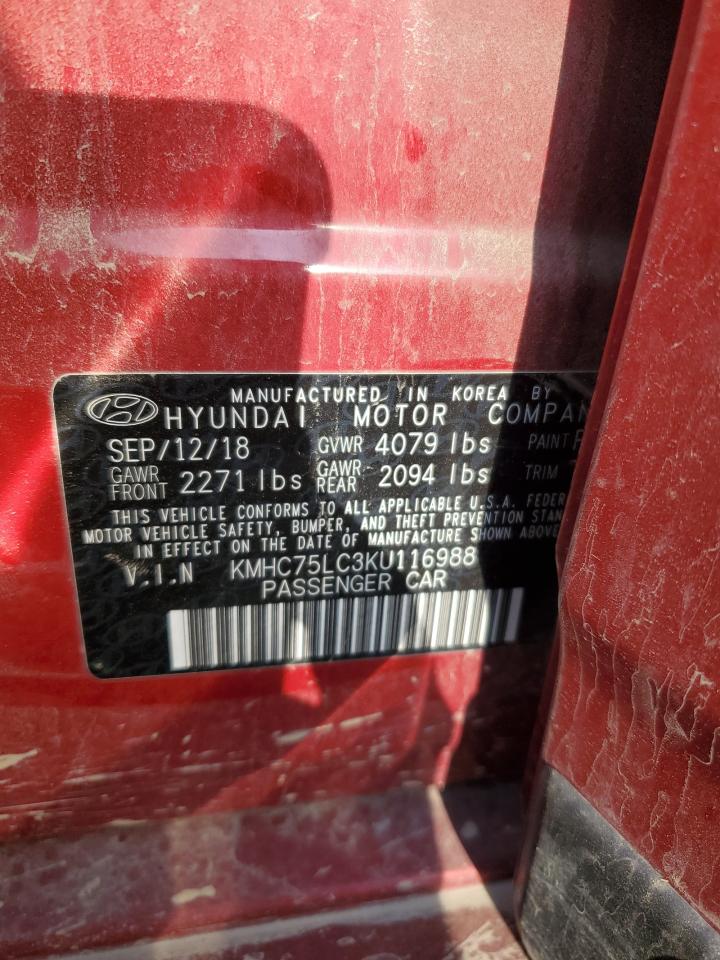 MANUFACTURED IN KOREA BY
HYUNDAI MOTOR COMPAN
SEP/12/18 GVWR 4079 lbs PAINT
GAWR FRONT 2271 lbs GAWR REAR 2094 lbs TRIM
THIS VEHICLE CONFORMS TO ALL APPLICABLE U.S.A. FEDER
MOTOR VEHICLE SAFETY, BUMPER, AND THEFT PREVENTION STAN
IN EFFECT ON THE DATE OF MANUFACTURE SHOWN ABOVE
V.I.N KMHC75LC3KU116988
PASSENGER CAR